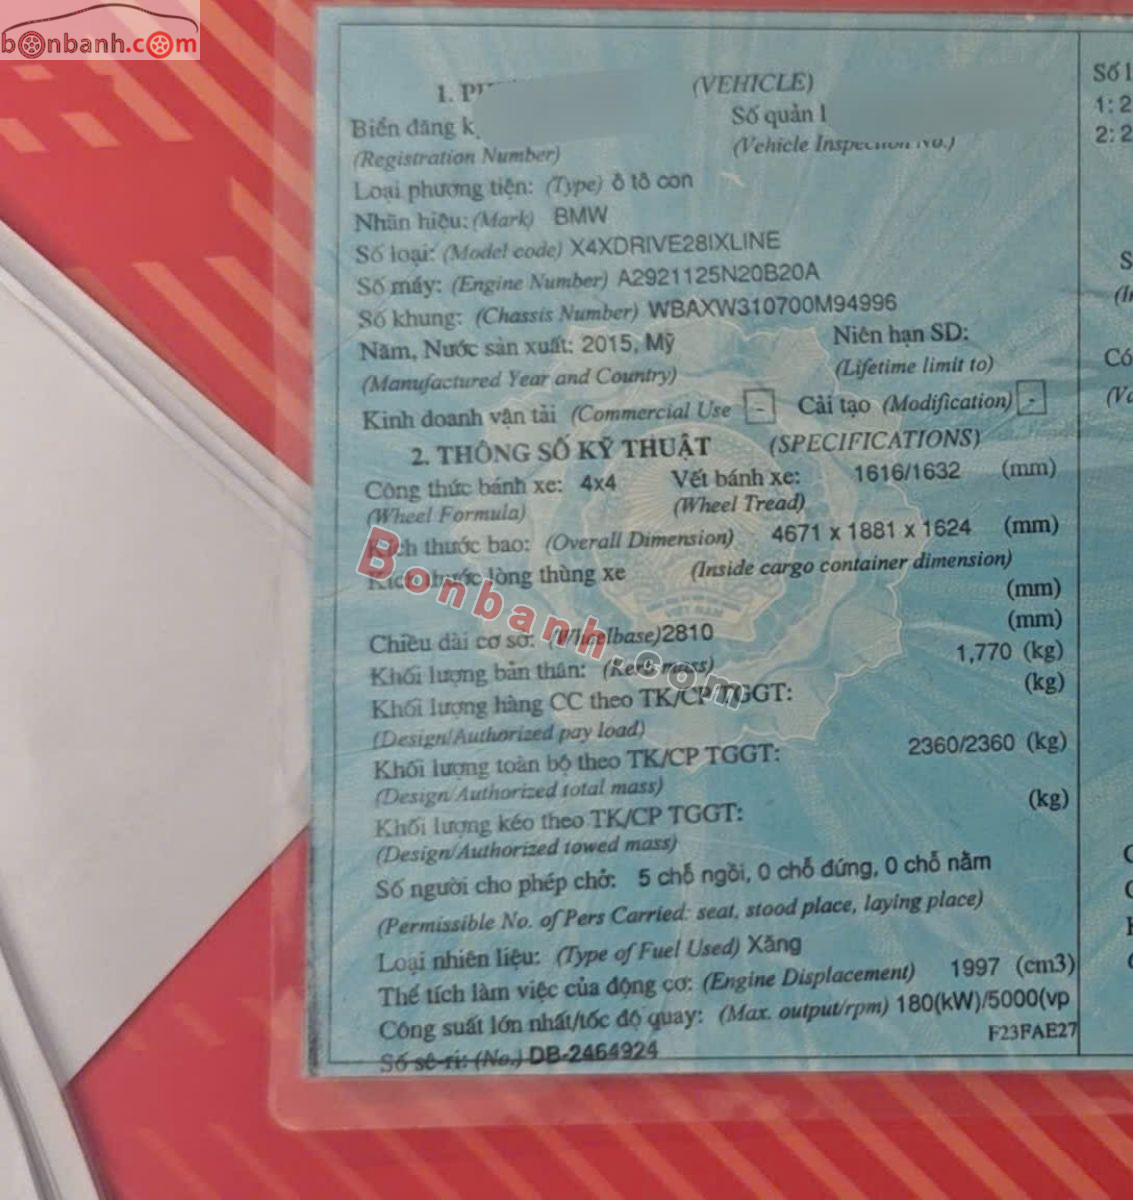 bonbanh.com
1. P (VEHICLE)
Biển đăng k
Số quản l
(Registration Number)
(Vehicle Inspection No.)
Loại phương tiện: (Type) ô tô con
Nhãn hiệu: (Mark) BMW
Số loại: (Model code) X4XDRIVE28IXLINE
Số máy: (Engine Number) A2921125N20B20A
Số khung: (Chassis Number) WBAXW310700M94996
Năm, Nước sản xuất: 2015, Mỹ Niên hạn SD:
(Manufactured Year and Country) (Lifetime limit to)
Kinh doanh vận tải (Commercial Use - Cải tạo (Modification) -
2. THÔNG SỐ KỸ THUẬT (SPECIFICATIONS)
Công thức bánh xe: 4x4 Vết bánh xe: 1616/1632 (mm)
(Wheel Formula) (Wheel Tread)
Kích thước bao: (Overall Dimension) 4671 x 1881 x 1624 (mm)
Kích thước lòng thùng xe (Inside cargo container dimension)
(mm)
(mm)
Chiều dài cơ sở: (Wheelbase)2810
Khối lượng bản thân: (Kerb mass) 1,770 (kg)
Khối lượng hàng CC theo TK/CP TGGT: (kg)
(Design/Authorized pay load)
Khối lượng toàn bộ theo TK/CP TGGT: 2360/2360 (kg)
(Design/Authorized total mass)
Khối lượng kéo theo TK/CP TGGT: (kg)
(Design/Authorized towed mass)
Số người cho phép chở: 5 chỗ ngồi, 0 chỗ đứng, 0 chỗ nằm
(Permissible No. of Pers Carried: seat, stood place, laying place)
Loại nhiên liệu: (Type of Fuel Used) Xăng
Thể tích làm việc của động cơ: (Engine Displacement) 1997 (cm3)
Công suất lớn nhất/tốc độ quay: (Max. output/rpm) 180(kW)/5000(vp
F23FAE27
Số sê-ri: (No.) DB-2464924
Bonbanh.com
Số l
1: 2
2: 2
S
(In
Có
(Va